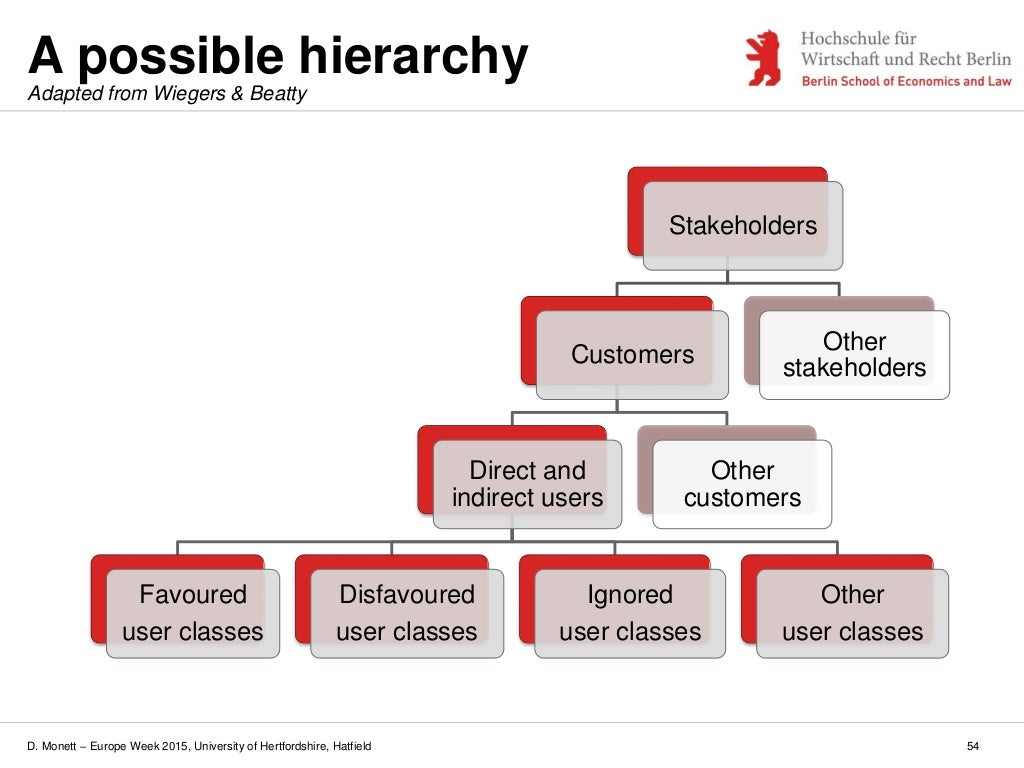 A possible hierarchy
Adapted from Wiegers & Beatty
Hochschule für
Wirtschaft und Recht Berlin
Berlin School of Economics and Law
Stakeholders
Customers
Other
stakeholders
Direct and
indirect users
Other
customers
Favoured
user classes
Disfavoured
user classes
Ignored
user classes
Other
user classes
D. Monett – Europe Week 2015, University of Hertfordshire, Hatfield
54